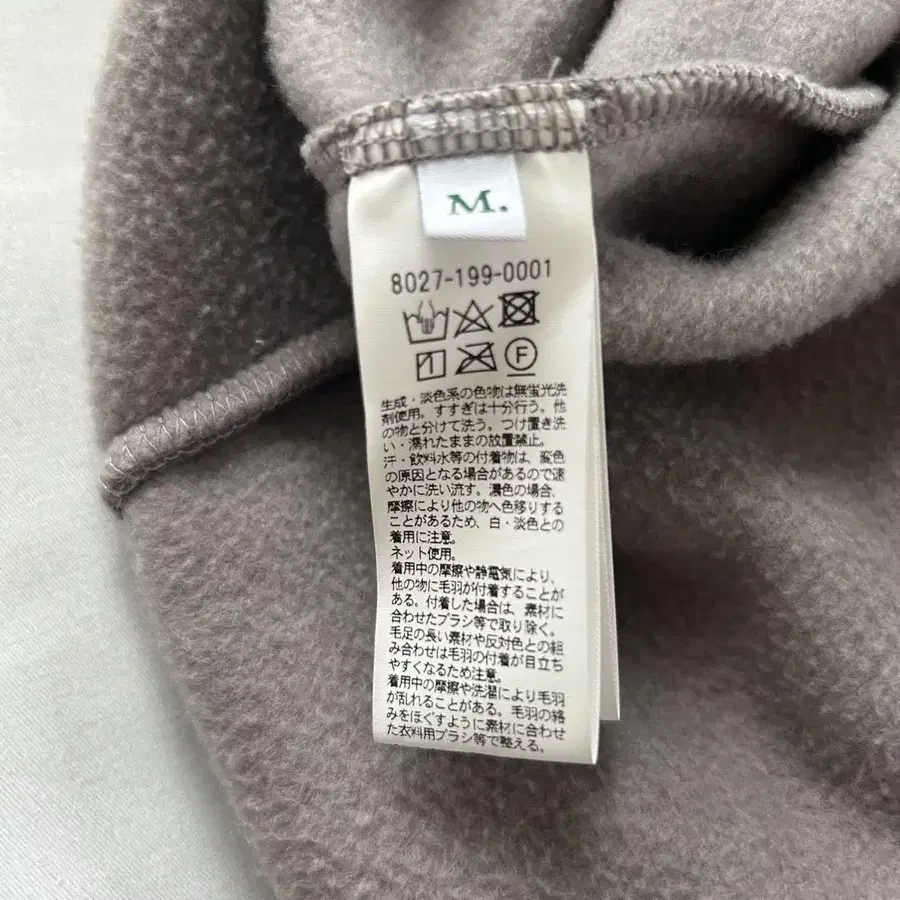 M.
8027-199-0001
F
生成・淡色系の色物は無蛍光洗
剤使用。すすぎは十分行う。他
の物と分けて洗う。つけ置き洗
い・濡れたままの放置禁止。
汗・飲料水等の付着物は、変色
の原因となる場合があるので速
やかに洗い流す。濃色の場合、
摩擦により他の物へ色移りする
ことがあるため、白・淡色との
着用に注意。
ネット使用。
着用中の摩擦や静電気により、
他の物に毛羽が付着することが
ある。付着した場合は、素材に
合わせたブラシ等で取り除く。
毛足の長い素材や反対色との組
み合わせは毛羽の付着が目立ち
やすくなるため注意。
着用中の摩擦や洗濯により毛羽
が乱れることがある。毛羽の絡
みをほぐすように素材に合わせ
た衣料用ブラシ等で整える。